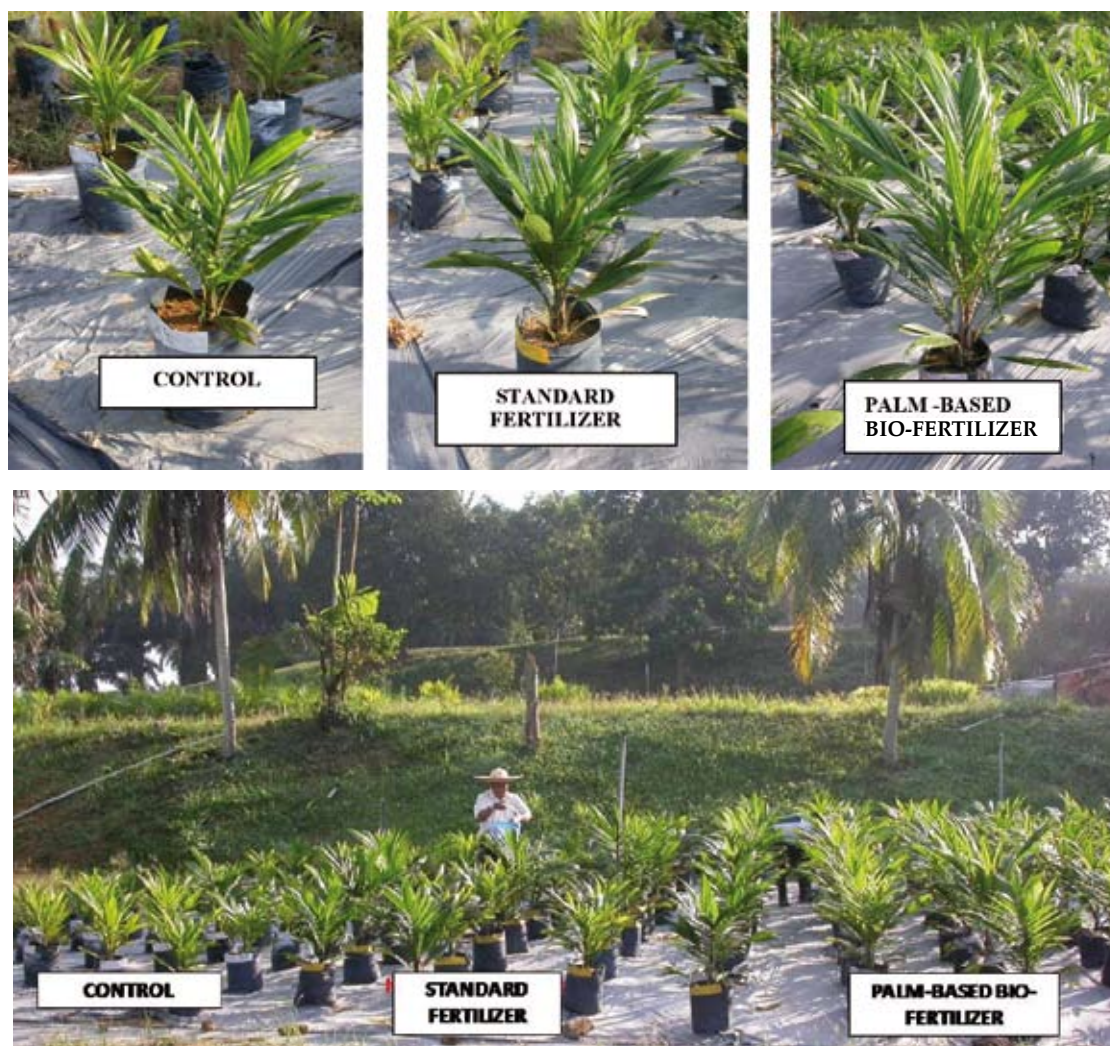 CONTROL
STANDARD
FERTILIZER
PALM -BASED
BIO-FERTILIZER
CONTROL
STANDARD
FERTILIZER
PALM-BASED BIO-
FERTILIZER